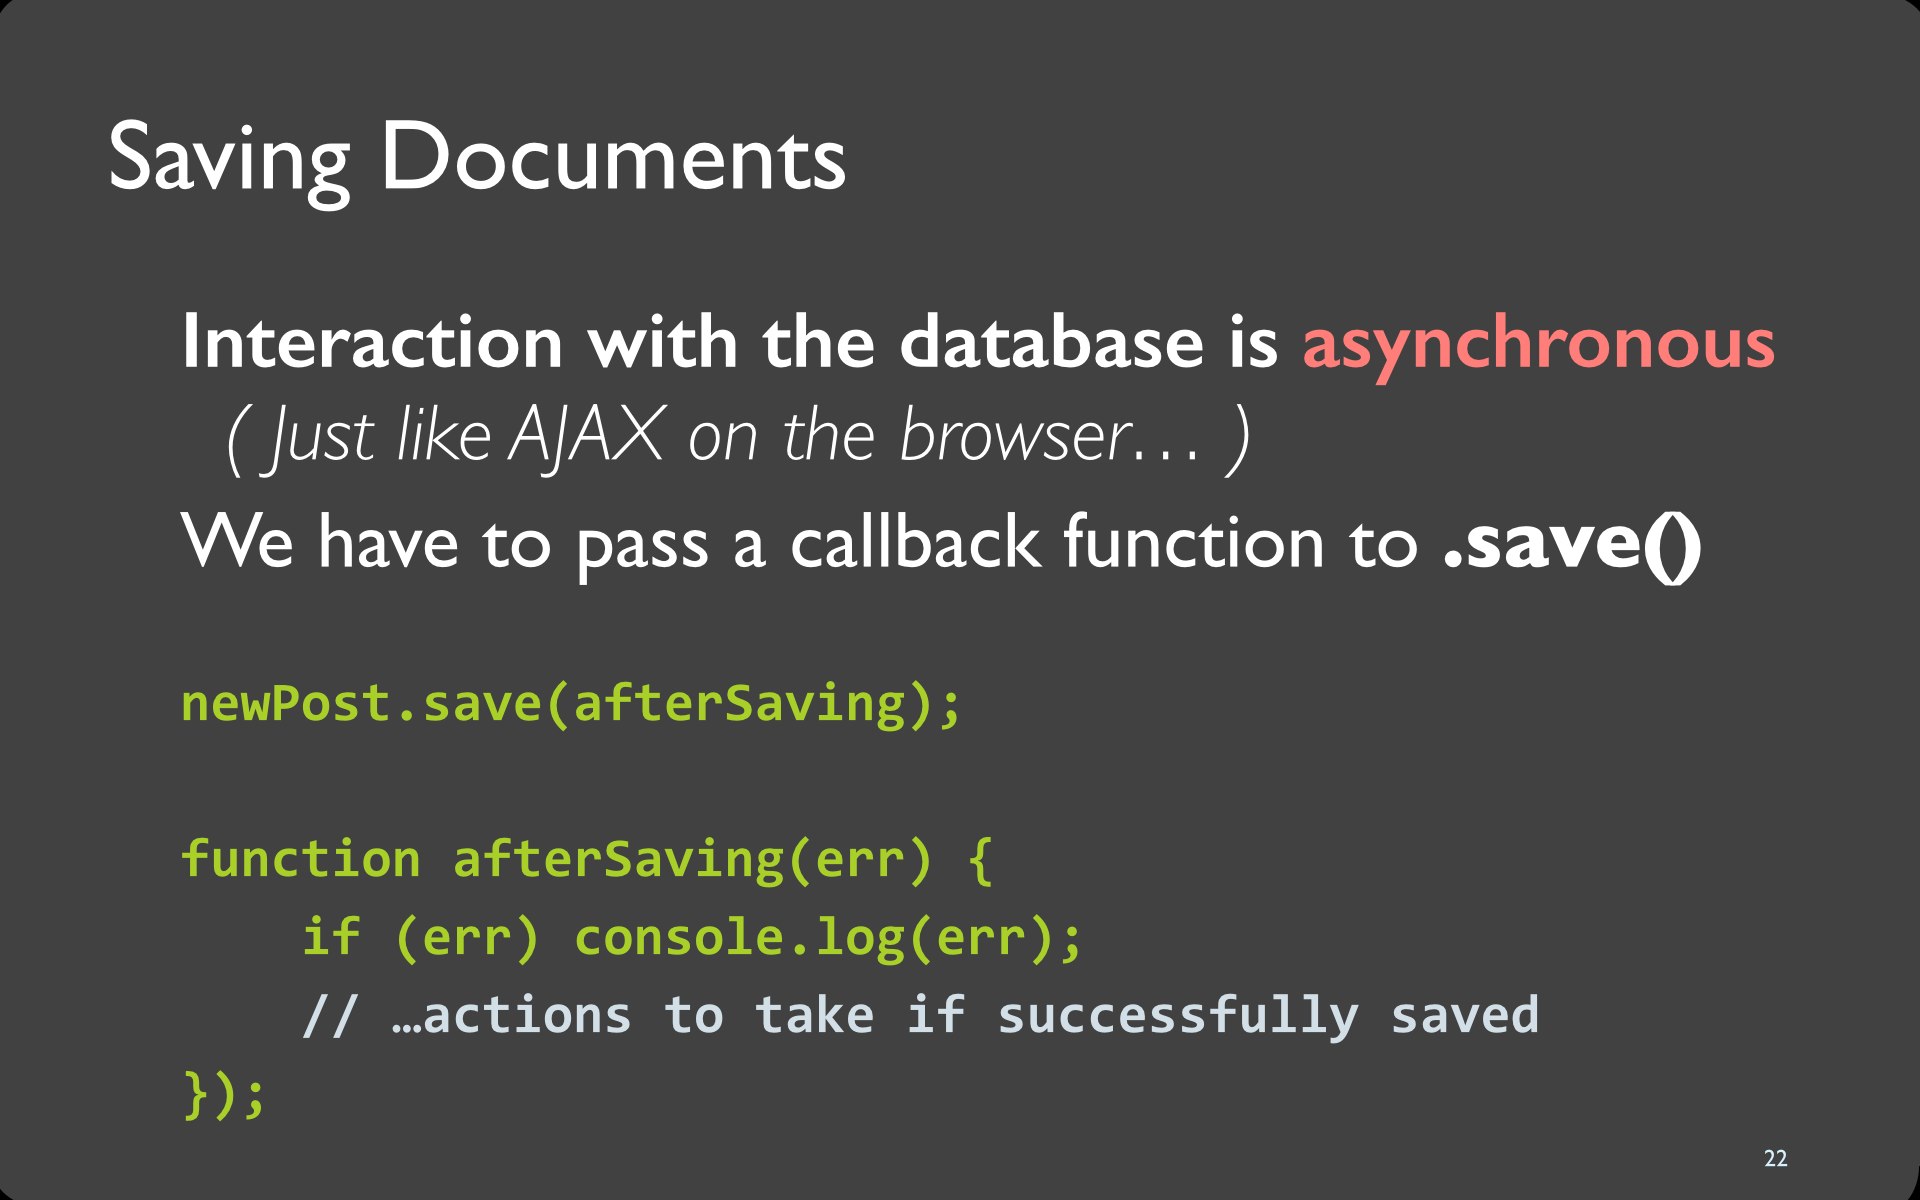 Saving Documents
Interaction with the database is asynchronous
( Just like AJAX on the browser… )
We have to pass a callback function to .save()
newPost.save(afterSaving);
function afterSaving(err) {
    if (err) console.log(err);
    // …actions to take if successfully saved
});
22